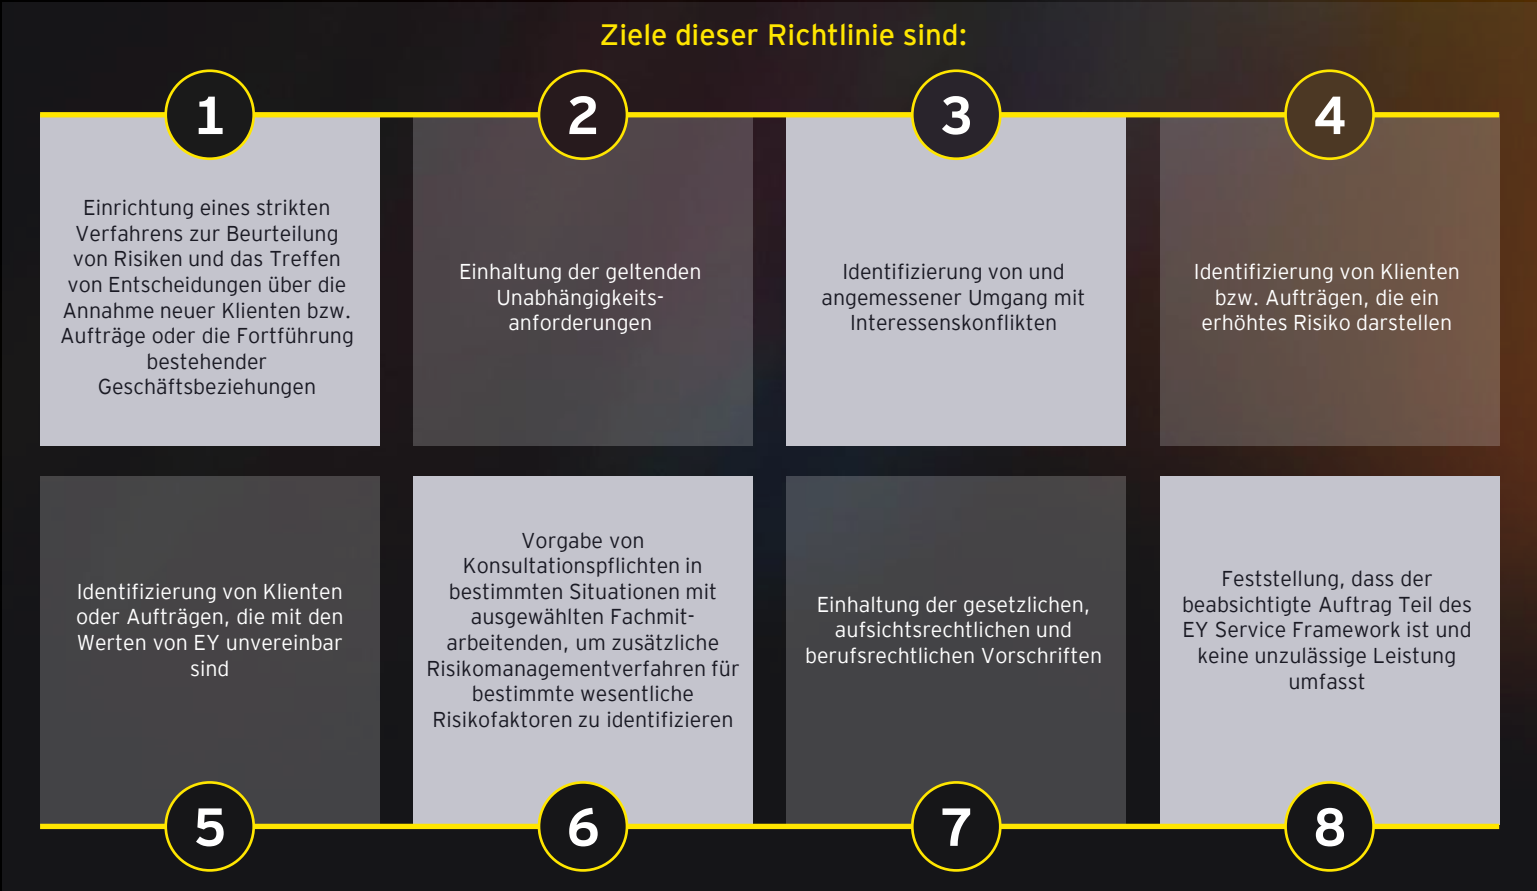 Ziele dieser Richtlinie sind:
1
Einrichtung eines strikten
Verfahrens zur Beurteilung
von Risiken und das Treffen
von Entscheidungen über die
Annahme neuer Klienten bzw.
Aufträge oder die Fortführung
bestehender
Geschäftsbeziehungen
2
Einhaltung der geltenden
Unabhängigkeits-
anforderungen
3
Identifizierung von und
angemessener Umgang mit
Interessenskonflikten
4
Identifizierung von Klienten
bzw. Aufträgen, die ein
erhöhtes Risiko darstellen
Identifizierung von Klienten
oder Aufträgen, die mit den
Werten von EY unvereinbar
sind
5
Vorgabe von
Konsultationspflichten in
bestimmten Situationen mit
ausgewählten Fachmit-
arbeitenden, um zusätzliche
Risikomanagementverfahren für
bestimmte wesentliche
Risikofaktoren zu identifizieren
6
Einhaltung der gesetzlichen,
aufsichtsrechtlichen und
berufsrechtlichen Vorschriften
7
Feststellung, dass der
beabsichtigte Auftrag Teil des
EY Service Framework ist und
keine unzulässige Leistung
umfasst
8